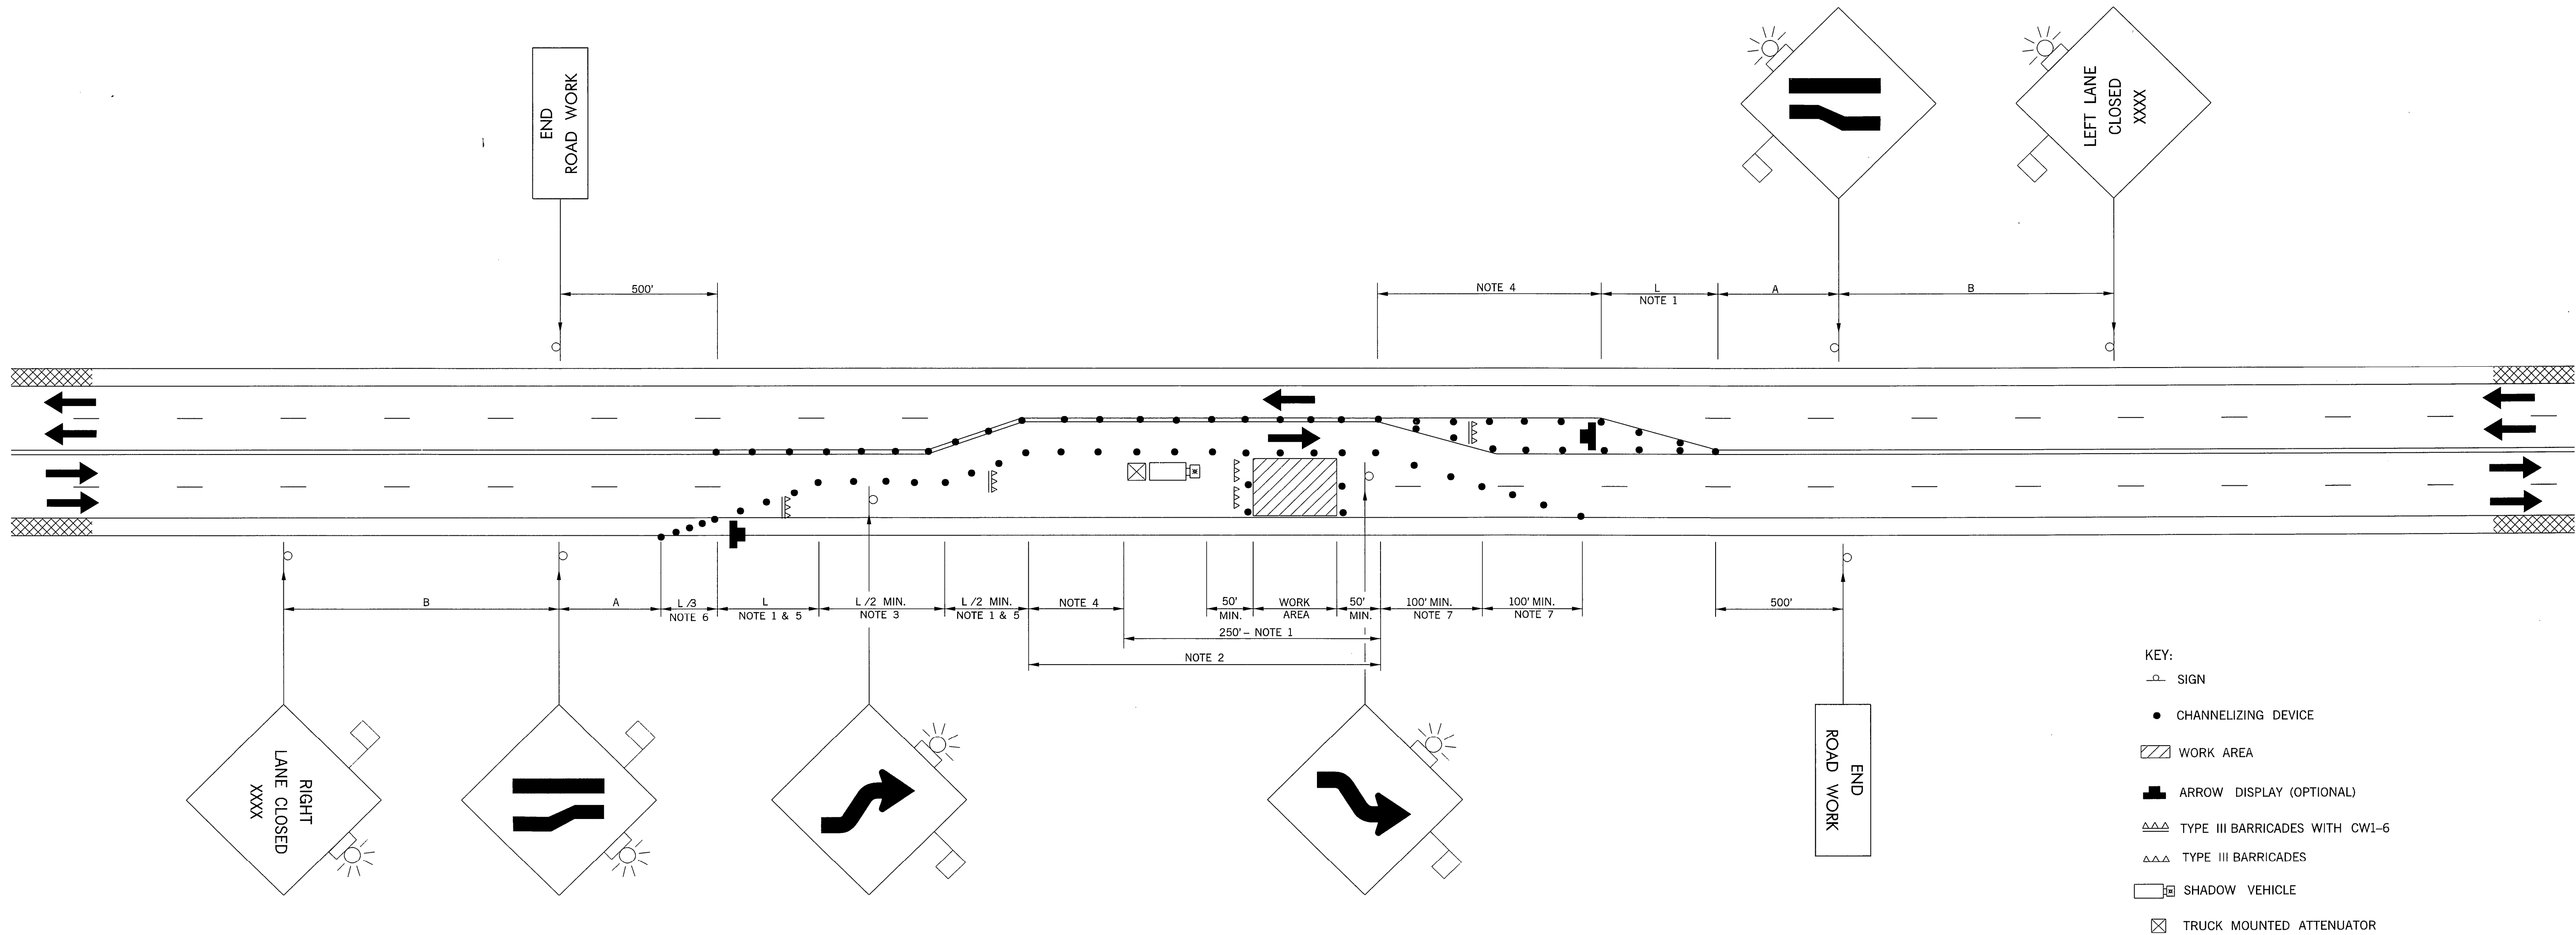 END
ROAD WORK
LEFT LANE
CLOSED
XXXX
500'
NOTE 4
L
NOTE 1
A
B
B
A
L /3
NOTE 6
L
NOTE 1 & 5
L /2 MIN.
NOTE 3
L /2 MIN.
NOTE 1 & 5
NOTE 4
50'
MIN.
WORK
AREA
50'
MIN.
100' MIN.
NOTE 7
100' MIN.
NOTE 7
500'
250' – NOTE 1
NOTE 2
RIGHT
LANE CLOSED
XXXX
END
ROAD WORK
KEY:
SIGN
CHANNELIZING DEVICE
WORK AREA
ARROW DISPLAY (OPTIONAL)
TYPE III BARRICADES WITH CW1–6
TYPE III BARRICADES
SHADOW VEHICLE
TRUCK MOUNTED ATTENUATOR